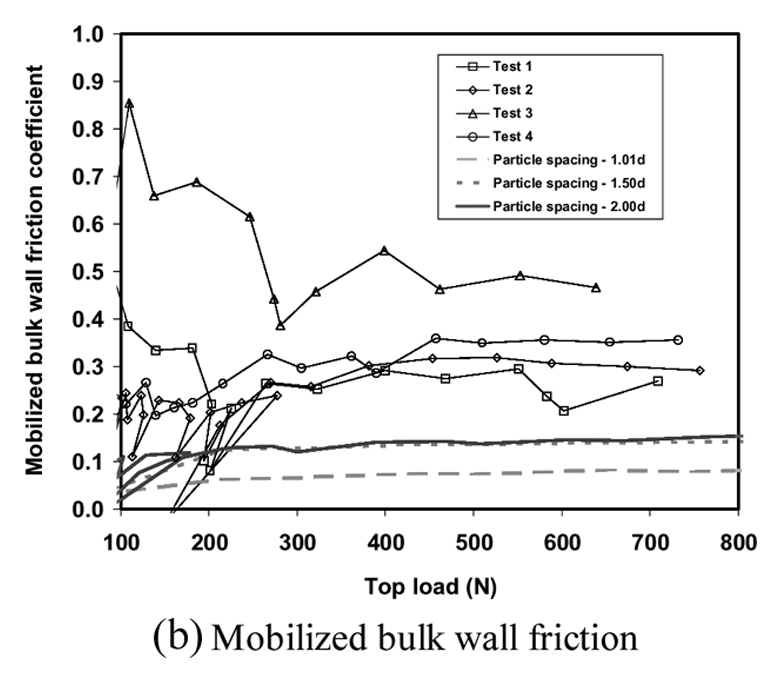 1.0
0.9
0.8
0.7
0.6
0.5
0.4
0.3
0.2
0.1
0.0
Mobilized bulk wall friction coefficient
Test 1
Test 2
Test 3
Test 4
Particle spacing - 1.01d
Particle spacing - 1.50d
Particle spacing - 2.00d
100 200 300 400 500 600 700 800
Top load (N)
(b) Mobilized bulk wall friction